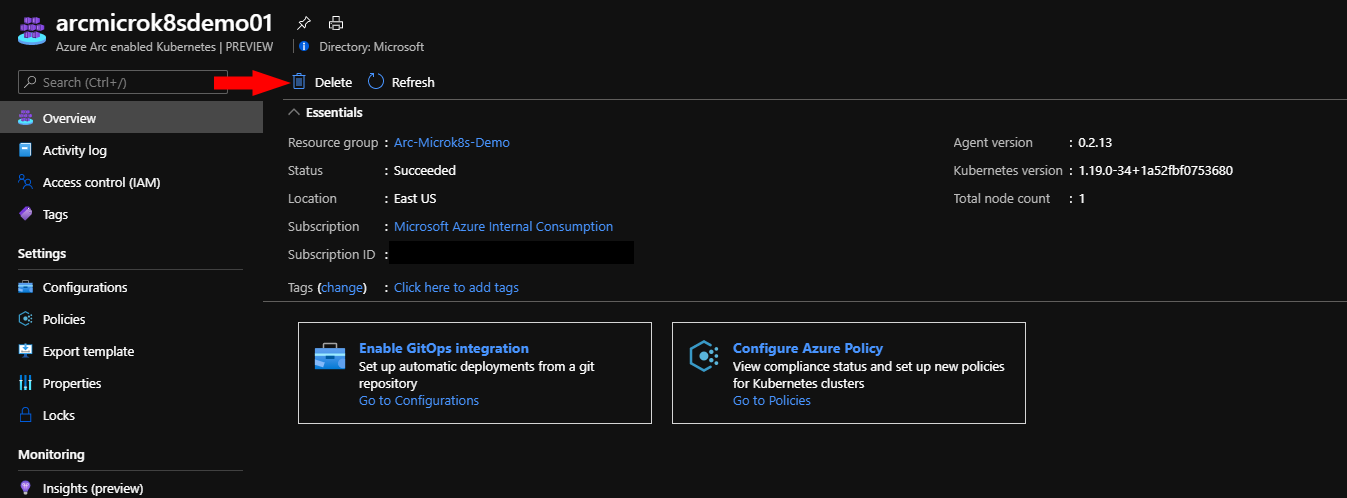 arcmicrok8sdemo01
Azure Arc enabled Kubernetes | PREVIEW
Directory: Microsoft
Search (Ctrl+/)
Delete
Refresh
Overview
Activity log
Access control (IAM)
Tags
Settings
Configurations
Policies
Export template
Properties
Locks
Monitoring
Insights (preview)
Essentials
Resource group : Arc-Microk8s-Demo
Status : Succeeded
Location : East US
Subscription : Microsoft Azure Internal Consumption
Subscription ID :
Tags (change) : Click here to add tags
Agent version : 0.2.13
Kubernetes version : 1.19.0-34+1a52fbf0753680
Total node count : 1
Enable GitOps integration
Set up automatic deployments from a git
repository
Go to Configurations
Configure Azure Policy
View compliance status and set up new policies
for Kubernetes clusters
Go to Policies